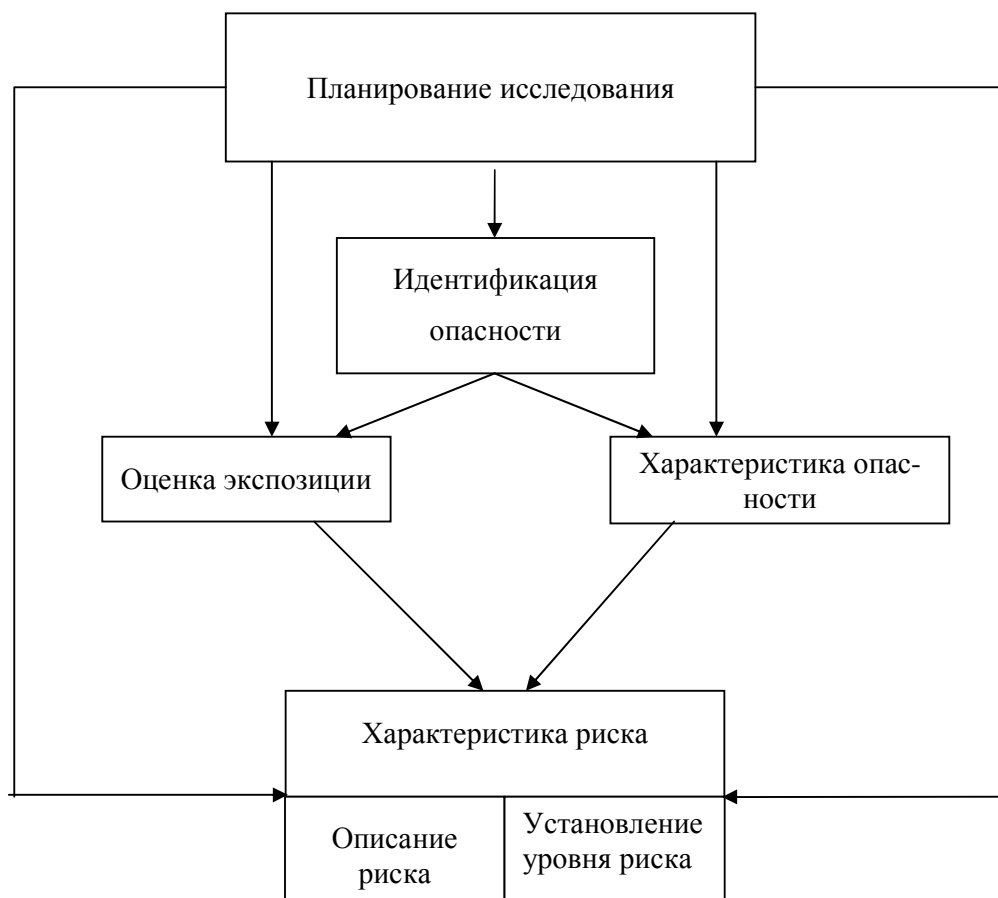 Планирование исследования
Идентификация
опасности
Оценка экспозиции
Характеристика опас-
ности
Характеристика риска
Описание
риска
Установление
уровня риска